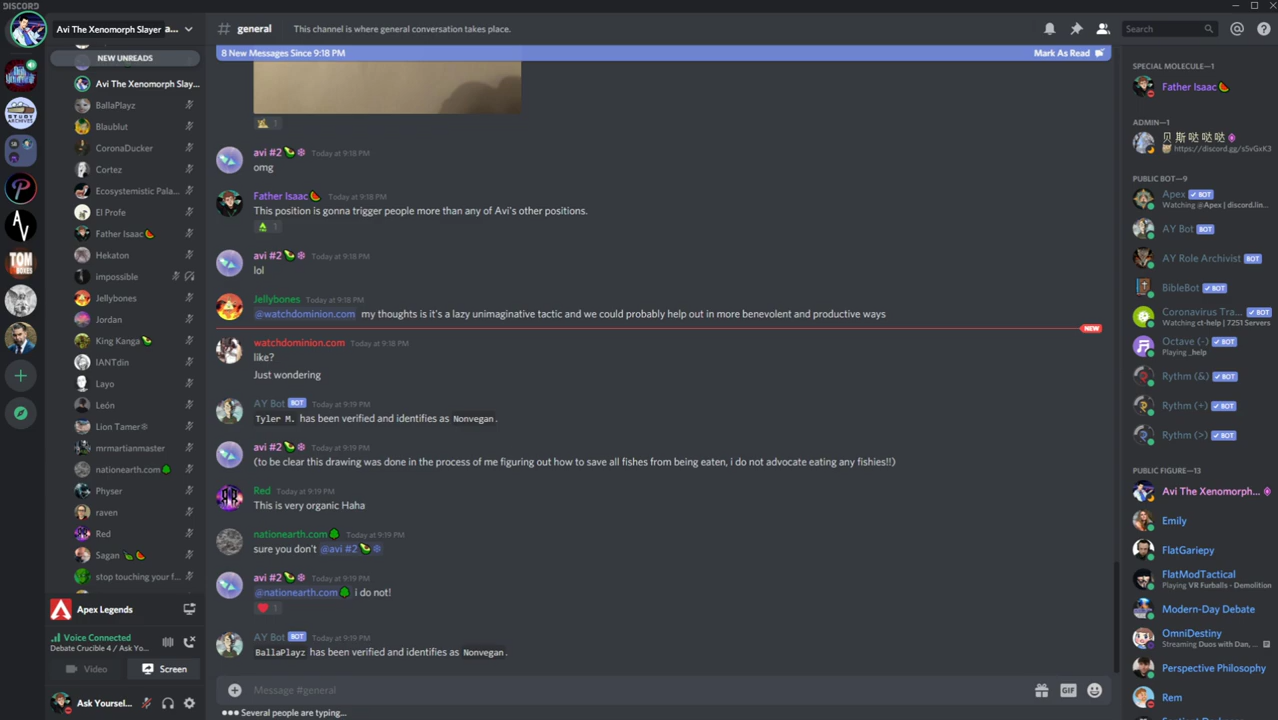 DISCORD
Avi The Xenomorph Slayer a...
# general
This channel is where general conversation takes place.
Search
NEW UNREADS
Avi The Xenomorph Slay...
BallaPlayz
Blaublut
CoronaDucker
Cortez
Ecosystemistic Pala...
El Profe
Father Isaac
Hekaton
impossible
Jellybones
Jordan
King Kanga
IANTdin
Layo
León
Lion Tamer
mrmartianmaster
nationearth.com
Physer
raven
Red
Sagan
stop touching your f...
Apex Legends
Voice Connected
Debate Crucible 4 / Ask Yo...
Video
Screen
Ask Yoursel...
STUDY
ARCHIVES
AV
TOM
BOXES
8 New Messages Since 9:18 PM
Mark As Read
1
avi #2 Today at 9:18 PM
omg
Father Isaac Today at 9:18 PM
This position is gonna trigger people more than any of Avi's other positions.
1
avi #2 Today at 9:18 PM
lol
Jellybones Today at 9:18 PM
@watchdominion.com my thoughts is it's a lazy unimaginative tactic and we could probably help out in more benevolent and productive ways
NEW
watchdominion.com Today at 9:18 PM
like?
Just wondering
AY Bot BOT Today at 9:19 PM
Tyler M. has been verified and identifies as Nonvegan.
avi #2 Today at 9:19 PM
(to be clear this drawing was done in the process of me figuring out how to save all fishes from being eaten, i do not advocate eating any fishies!!)
Red Today at 9:19 PM
This is very organic Haha
nationearth.com Today at 9:19 PM
sure you don't @avi #2
avi #2 Today at 9:19 PM
@nationearth.com i do not!
1
AY Bot BOT Today at 9:19 PM
BallaPlayz has been verified and identifies as Nonvegan.
Message #general
GIF
Several people are typing...
SPECIAL MOLECULE—1
Father Isaac
ADMIN—1
贝斯哒哒哒
https://discord.gg/s5vGxK3
PUBLIC BOT—9
Apex BOT
Watching @Apex | discord.lin...
AY Bot BOT
AY Role Archivist BOT
BibleBot BOT
Coronavirus Tra... BOT
Watching ct-help | 7251 Servers
Octave (-) BOT
Playing _help
Rythm (&) BOT
Rythm (+) BOT
Rythm (>) BOT
PUBLIC FIGURE—13
Avi The Xenomorph...
Emily
FlatGariepy
FlatModTactical
Playing VR Furballs - Demolition
Modern-Day Debate
OmniDestiny
Streaming Duos with Dan, ...
Perspective Philosophy
Rem